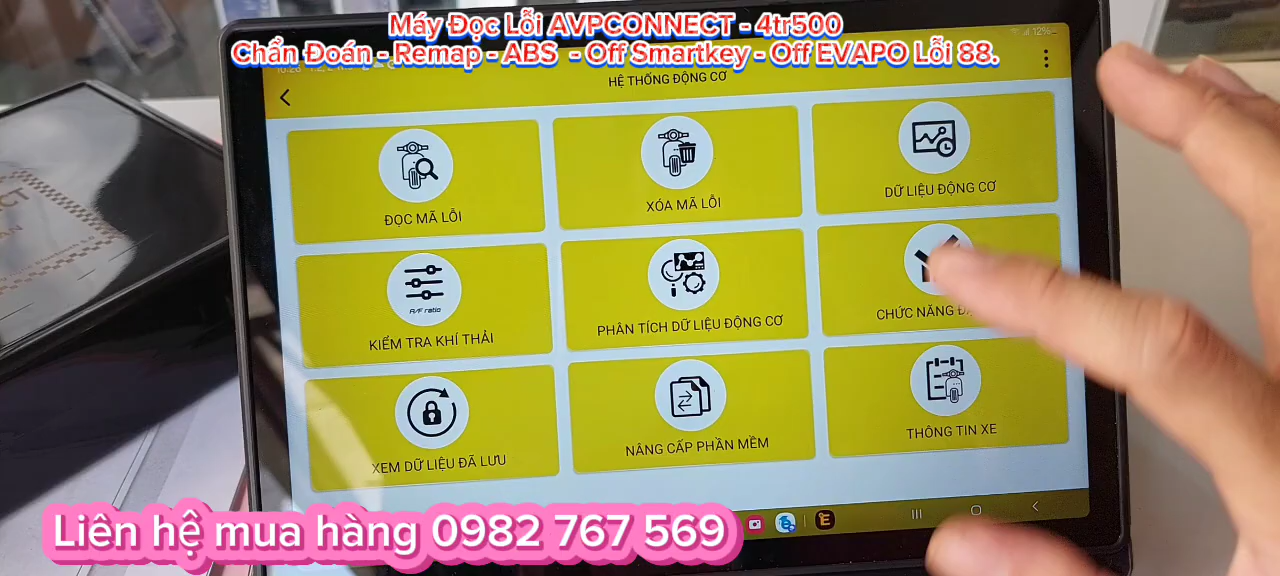 Máy Đọc Lỗi AVPCONNECT - 4tr500
Chẩn Đoán - Remap - ABS - Off Smartkey - Off EVAPO Lỗi 88.
12%
HỆ THỐNG ĐỘNG CƠ
ĐỌC MÃ LỖI
XÓA MÃ LỖI
DỮ LIỆU ĐỘNG CƠ
A/F ratio
KIỂM TRA KHÍ THẢI
PHÂN TÍCH DỮ LIỆU ĐỘNG CƠ
CHỨC NĂNG
XEM DỮ LIỆU ĐÃ LƯU
NÂNG CẤP PHẦN MỀM
THÔNG TIN XE
Liên hệ mua hàng 0982 767 569